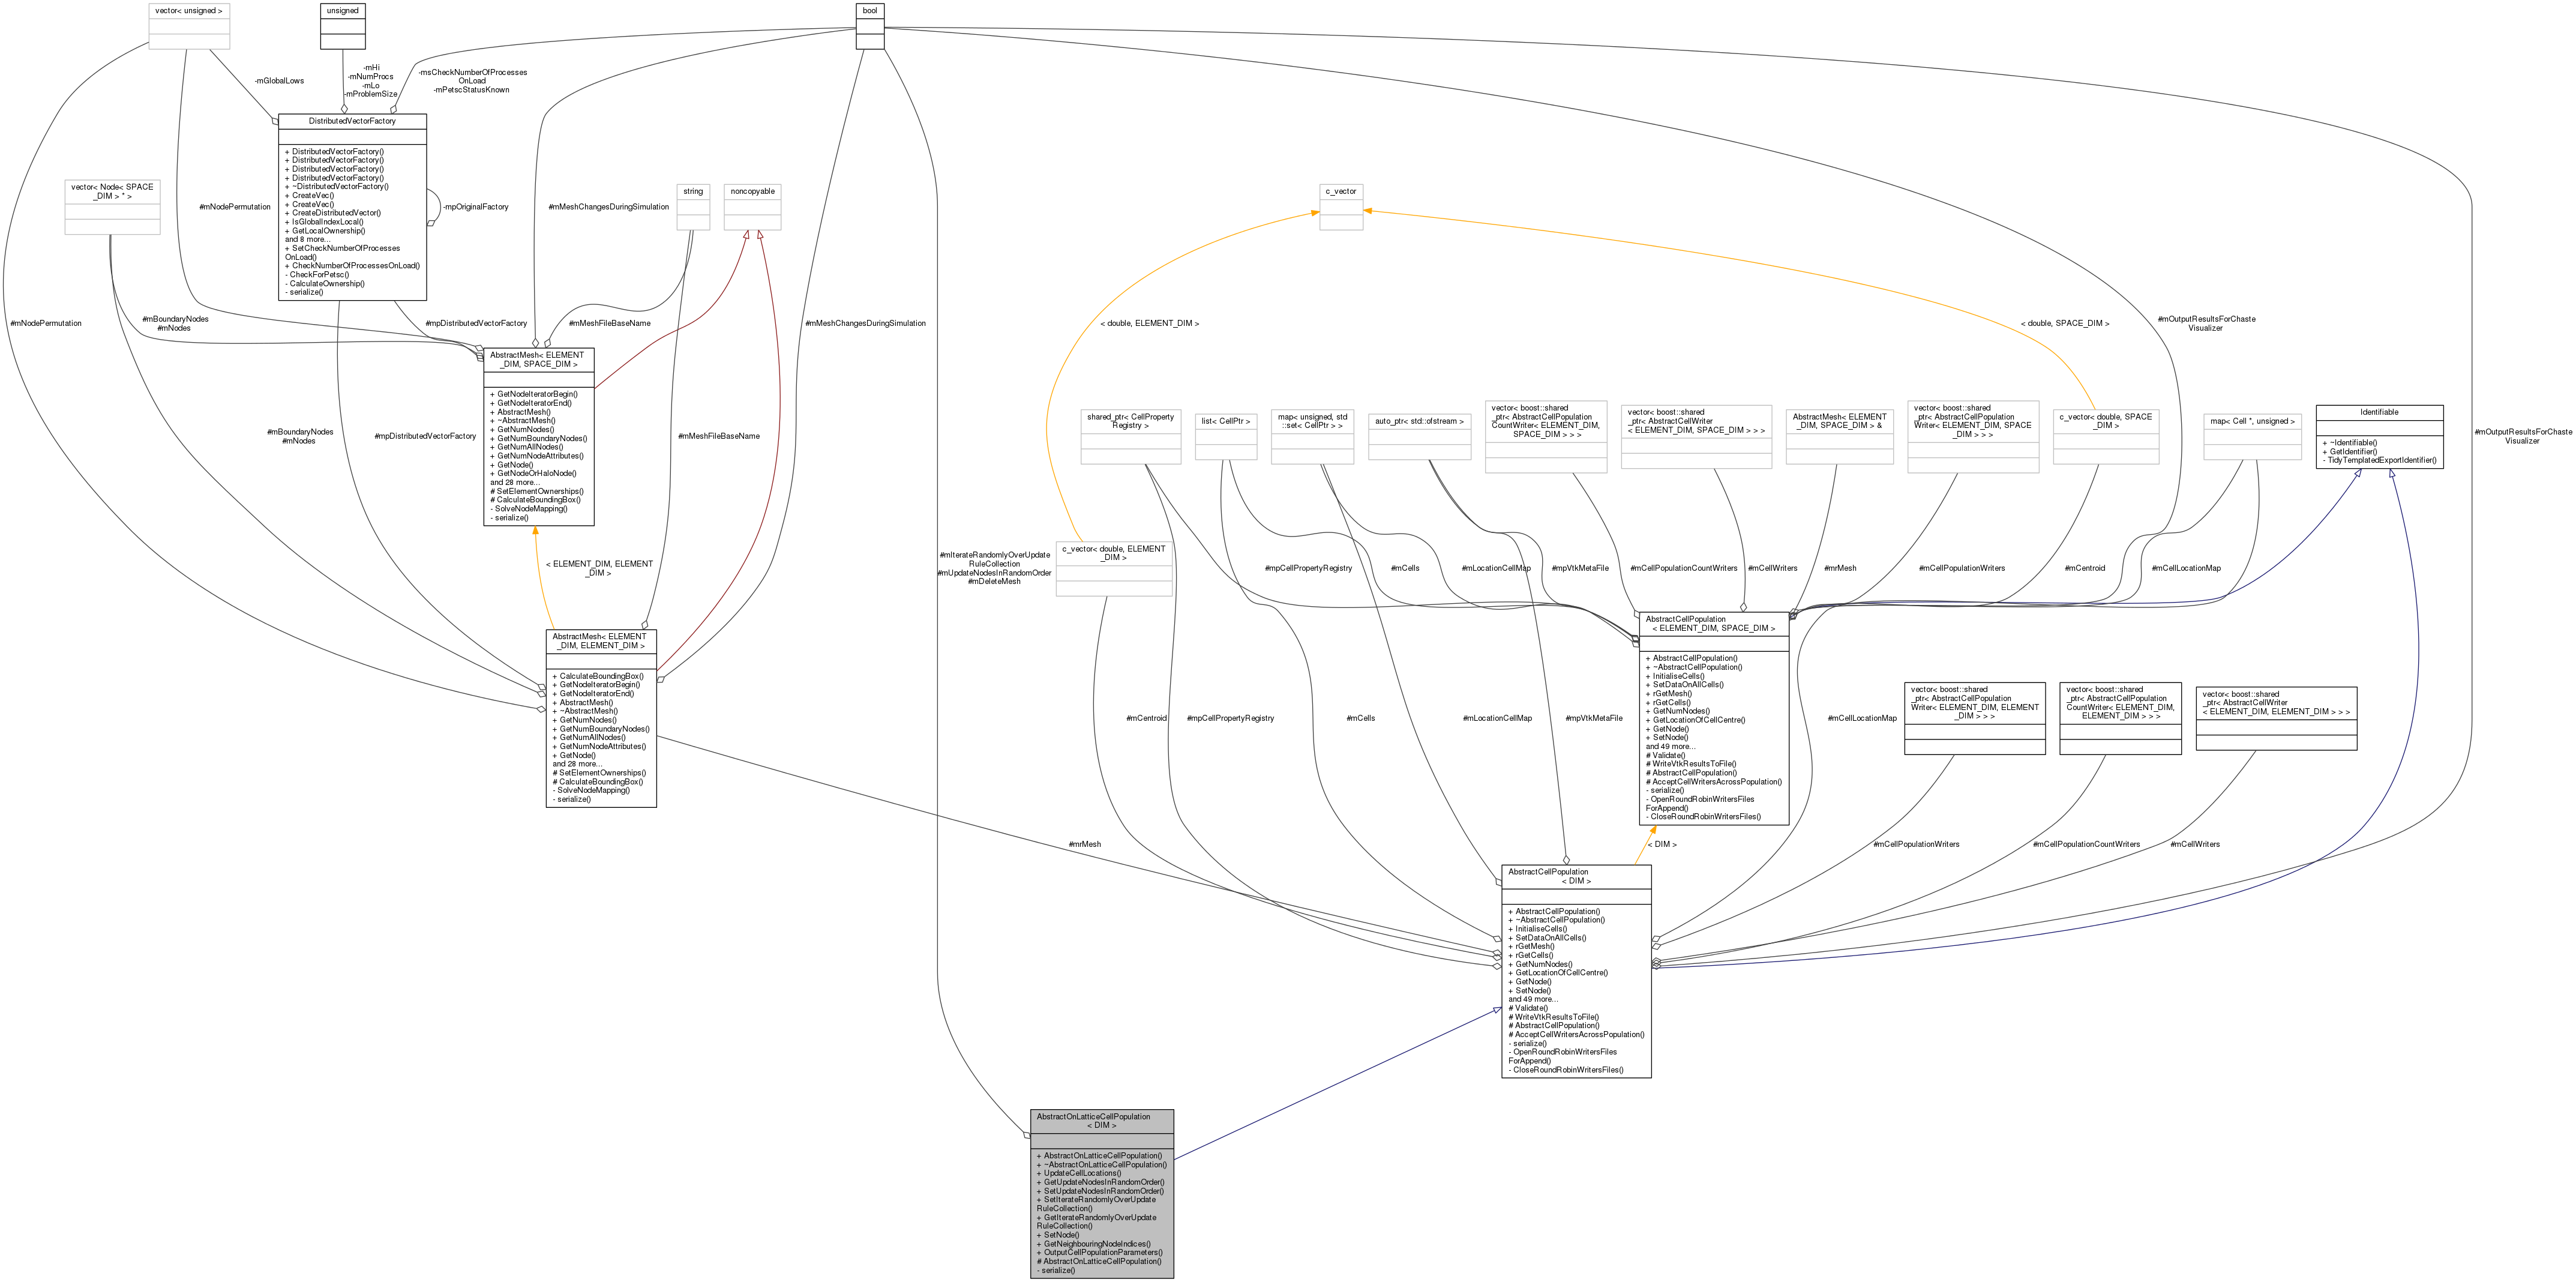 vector< unsigned >
unsigned
bool
-mHi
-mNumProcs
-mLo
-mProblemSize
-mGlobalLows
-msCheckNumberOfProcesses
OnLoad
-mPetscStatusKnown
DistributedVectorFactory
+ DistributedVectorFactory()
+ DistributedVectorFactory()
+ DistributedVectorFactory()
+ DistributedVectorFactory()
+ ~DistributedVectorFactory()
+ CreateVec()
+ CreateVec()
+ CreateDistributedVector()
+ IsGlobalIndexLocal()
+ GetLocalOwnership()
and 8 more...
+ SetCheckNumberOfProcesses
OnLoad()
+ CheckNumberOfProcessesOnLoad()
- CheckForPetsc()
- CalculateOwnership()
- serialize()
-mpOriginalFactory
vector< Node< SPACE
_DIM > * >
#mNodePermutation
#mMeshChangesDuringSimulation
string
noncopyable
c_vector
#mNodePermutation
#mBoundaryNodes
#mNodes
#mpDistributedVectorFactory
#mMeshFileBaseName
#mMeshChangesDuringSimulation
< double, ELEMENT_DIM >
< double, SPACE_DIM >
#mOutputResultsForChaste
Visualizer
AbstractMesh< ELEMENT
_DIM, SPACE_DIM >
+ GetNodeIteratorBegin()
+ GetNodeIteratorEnd()
+ AbstractMesh()
+ ~AbstractMesh()
+ GetNumNodes()
+ GetNumBoundaryNodes()
+ GetNumAllNodes()
+ GetNumNodeAttributes()
+ GetNode()
+ GetNodeOrHaloNode()
and 28 more...
# SetElementOwnerships()
# CalculateBoundingBox()
- SolveNodeMapping()
- serialize()
#mBoundaryNodes
#mNodes
#mpDistributedVectorFactory
#mMeshFileBaseName
shared_ptr< CellProperty
Registry >
list< CellPtr >
map< unsigned, std
::set< CellPtr > >
auto_ptr< std::ofstream >
vector< boost::shared
_ptr< AbstractCellPopulation
CountWriter< ELEMENT_DIM,
SPACE_DIM > > >
vector< boost::shared
_ptr< AbstractCellWriter
< ELEMENT_DIM, SPACE_DIM > > >
AbstractMesh< ELEMENT
_DIM, SPACE_DIM > &
vector< boost::shared
_ptr< AbstractCellPopulation
Writer< ELEMENT_DIM, SPACE
_DIM > > >
c_vector< double, SPACE
_DIM >
map< Cell *, unsigned >
Identifiable
+ ~Identifiable()
+ GetIdentifier()
- TidyTemplatedExportIdentifier()
#mOutputResultsForChaste
Visualizer
< ELEMENT_DIM, ELEMENT
_DIM >
#mIterateRandomlyOverUpdate
RuleCollection
#mUpdateNodesInRandomOrder
#mDeleteMesh
c_vector< double, ELEMENT
_DIM >
#mpCellPropertyRegistry
#mCells
#mLocationCellMap
#mpVtkMetaFile
#mCellPopulationCountWriters
#mCellWriters
#mrMesh
#mCellPopulationWriters
#mCentroid
#mCellLocationMap
AbstractMesh< ELEMENT
_DIM, ELEMENT_DIM >
+ CalculateBoundingBox()
+ GetNodeIteratorBegin()
+ GetNodeIteratorEnd()
+ AbstractMesh()
+ ~AbstractMesh()
+ GetNumNodes()
+ GetNumBoundaryNodes()
+ GetNumAllNodes()
+ GetNumNodeAttributes()
+ GetNode()
and 28 more...
# SetElementOwnerships()
# CalculateBoundingBox()
- SolveNodeMapping()
- serialize()
AbstractCellPopulation
< ELEMENT_DIM, SPACE_DIM >
+ AbstractCellPopulation()
+ ~AbstractCellPopulation()
+ InitialiseCells()
+ SetDataOnAllCells()
+ rGetMesh()
+ rGetCells()
+ GetNumNodes()
+ GetLocationOfCellCentre()
+ GetNode()
+ SetNode()
and 49 more...
# Validate()
# WriteVtkResultsToFile()
# AbstractCellPopulation()
# AcceptCellWritersAcrossPopulation()
- serialize()
- OpenRoundRobinWritersFiles
ForAppend()
- CloseRoundRobinWritersFiles()
#mCentroid
#mpCellPropertyRegistry
#mCells
#mLocationCellMap
#mpVtkMetaFile
#mCellLocationMap
vector< boost::shared
_ptr< AbstractCellPopulation
Writer< ELEMENT_DIM, ELEMENT
_DIM > > >
vector< boost::shared
_ptr< AbstractCellPopulation
CountWriter< ELEMENT_DIM,
ELEMENT_DIM > > >
vector< boost::shared
_ptr< AbstractCellWriter
< ELEMENT_DIM, ELEMENT_DIM > > >
#mrMesh
< DIM >
#mCellPopulationWriters
#mCellPopulationCountWriters
#mCellWriters
AbstractCellPopulation
< DIM >
+ AbstractCellPopulation()
+ ~AbstractCellPopulation()
+ InitialiseCells()
+ SetDataOnAllCells()
+ rGetMesh()
+ rGetCells()
+ GetNumNodes()
+ GetLocationOfCellCentre()
+ GetNode()
+ SetNode()
and 49 more...
# Validate()
# WriteVtkResultsToFile()
# AbstractCellPopulation()
# AcceptCellWritersAcrossPopulation()
- serialize()
- OpenRoundRobinWritersFiles
ForAppend()
- CloseRoundRobinWritersFiles()
AbstractOnLatticeCellPopulation
< DIM >
+ AbstractOnLatticeCellPopulation()
+ ~AbstractOnLatticeCellPopulation()
+ UpdateCellLocations()
+ GetUpdateNodesInRandomOrder()
+ SetUpdateNodesInRandomOrder()
+ SetIterateRandomlyOverUpdate
RuleCollection()
+ GetIterateRandomlyOverUpdate
RuleCollection()
+ SetNode()
+ GetNeighbouringNodeIndices()
+ OutputCellPopulationParameters()
# AbstractOnLatticeCellPopulation()
- serialize()